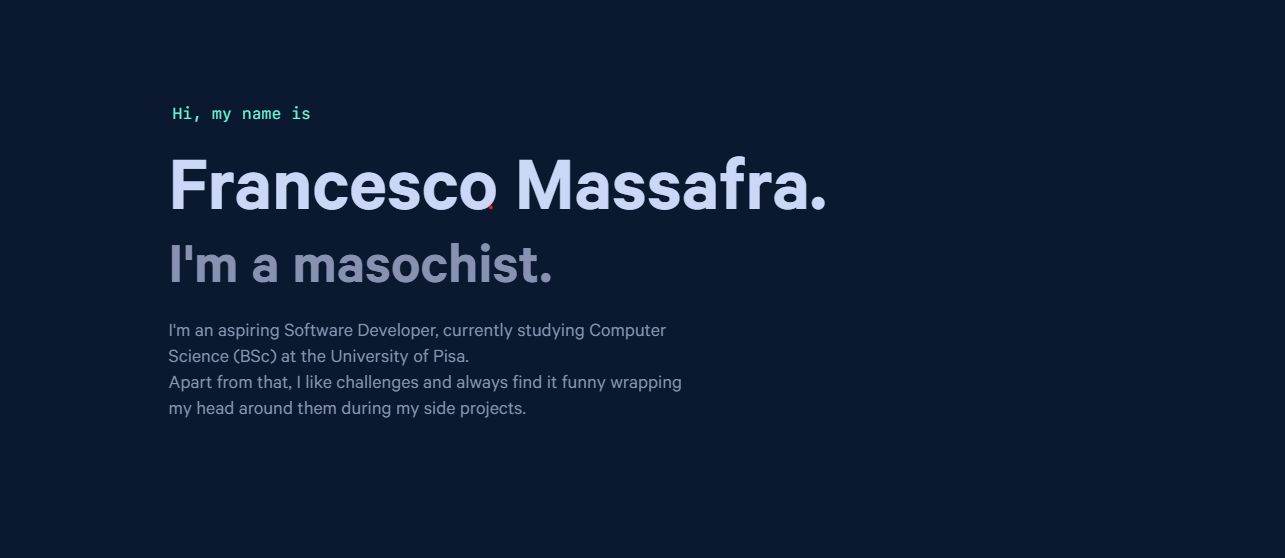 Hi, my name is
Francesco Massafra.
I'm a masochist.
I'm an aspiring Software Developer, currently studying Computer
Science (BSc) at the University of Pisa.
Apart from that, I like challenges and always find it funny wrapping
my head around them during my side projects.